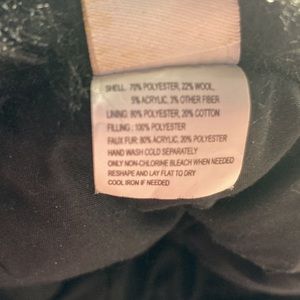 SHELL: 70% POLYESTER, 22% WOOL,
5% ACRYLIC, 3% OTHER FIBER
LINING: 80% POLYESTER, 20% COTTON
FILLING : 100% POLYESTER
FAUX FUR: 80% ACRYLIC, 20% POLYESTER
HAND WASH COLD SEPARATELY
ONLY NON-CHLORINE BLEACH WHEN NEEDED
RESHAPE AND LAY FLAT TO DRY
COOL IRON IF NEEDED